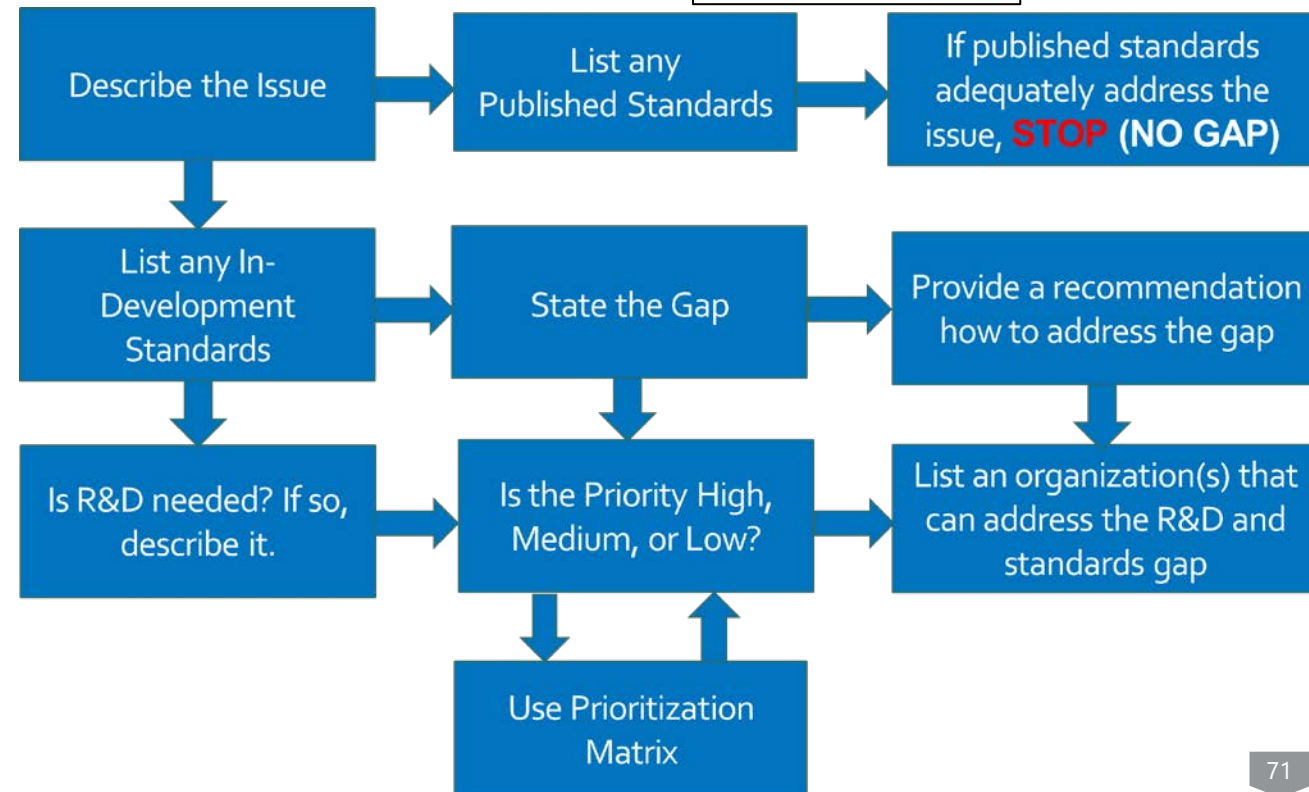 Describe the Issue
List any
Published Standards
If published standards
adequately address the
issue, STOP (NO GAP)
List any In-
Development
Standards
State the Gap
Provide a recommendation
how to address the gap
Is R&D needed? If so,
describe it.
Is the Priority High,
Medium, or Low?
List an organization(s) that
can address the R&D and
standards gap
Use Prioritization
Matrix
71